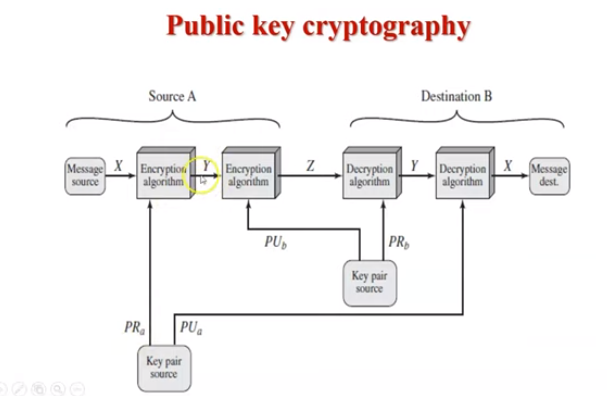 Public key cryptography
Source A
Destination B
Message
source
X
Encryption
algorithm
Y
Encryption
algorithm
Z
Decryption
algorithm
Y
Decryption
algorithm
X
Message
dest.
PUb
PRb
Key pair
source
PRa
PUa
Key pair
source